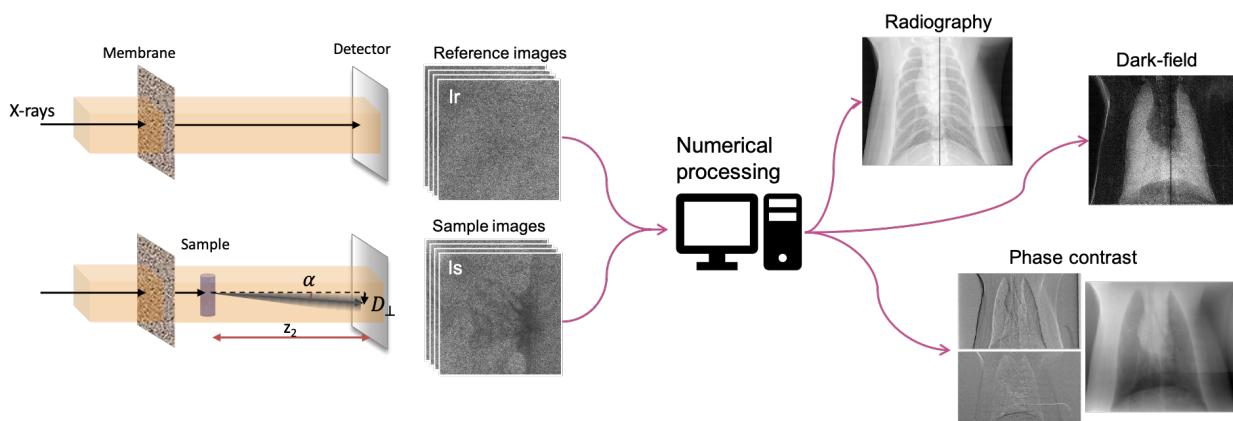 Membrane
Detector
X-rays
Reference images
Ir
Sample
α
D⊥
z₂
Sample images
Is
Numerical
processing
Radiography
Dark-field
Phase contrast